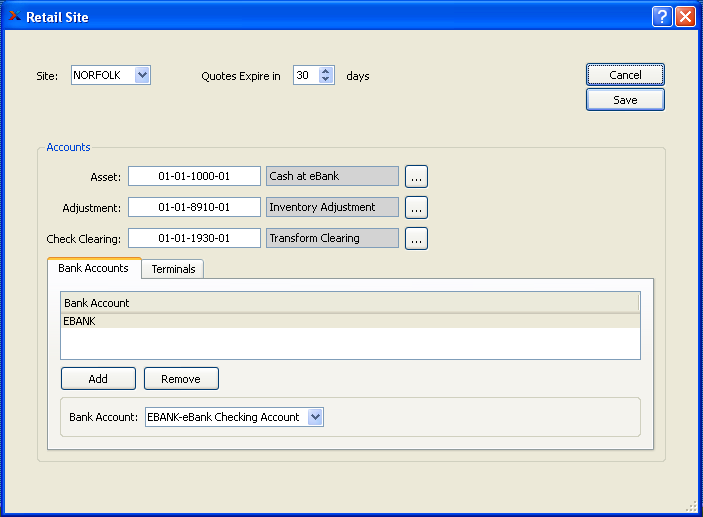 Retail Site
Site: NORFOLK Quotes Expire in 30 days
Cancel
Save
Accounts
Asset: 01-01-1000-01 Cash at eBank ...
Adjustment: 01-01-8910-01 Inventory Adjustment ...
Check Clearing: 01-01-1930-01 Transform Clearing ...
Bank Accounts Terminals
Bank Account
EBANK
Add Remove
Bank Account: EBANK-eBank Checking Account